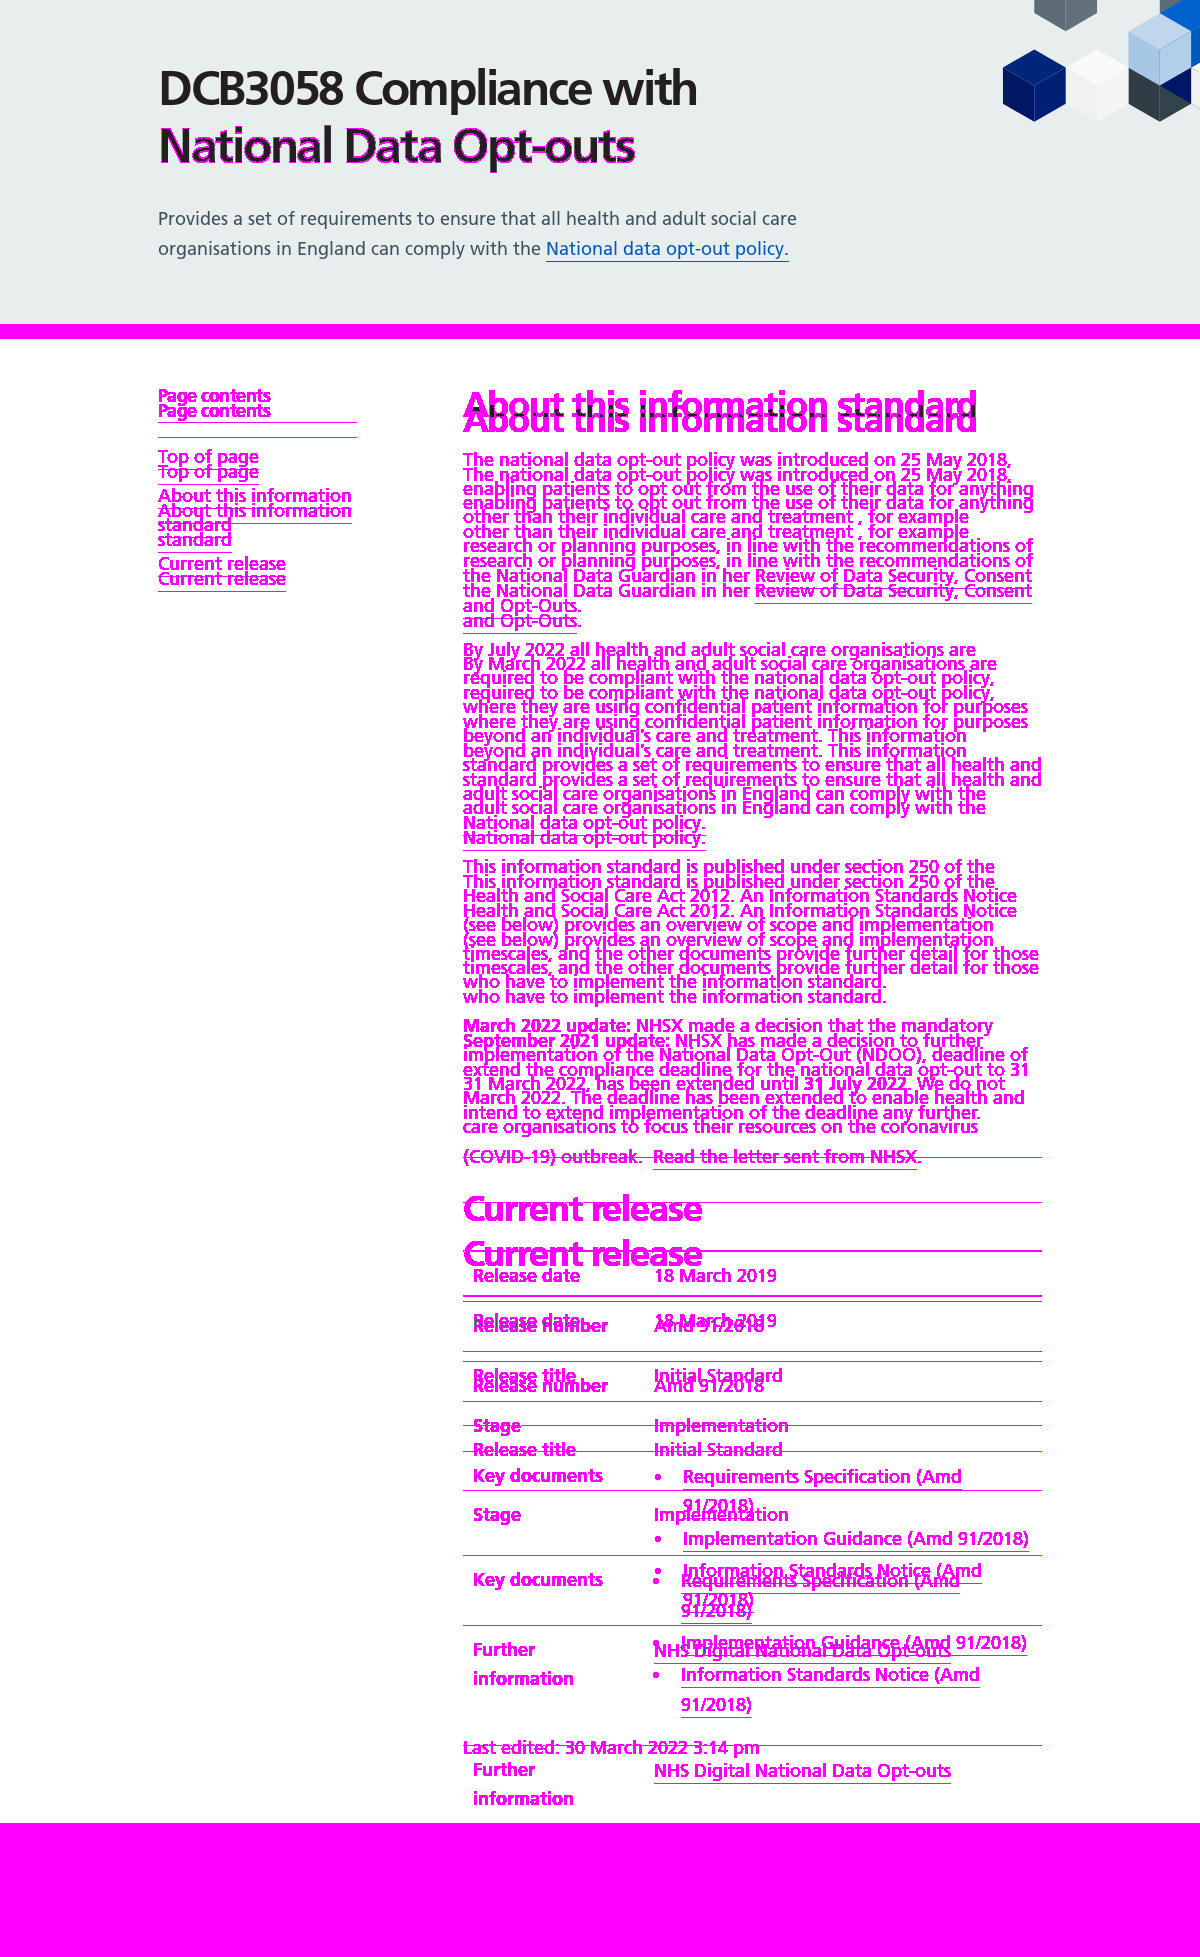 DCB3058 Compliance with
National Data Opt-outs
Provides a set of requirements to ensure that all health and adult social care
organisations in England can comply with the National data opt-out policy.
Page contents
Page contents
Top of page
Top of page
About this information
About this information
standard
standard
Current release
Current release
About this information standard
About this information standard
The national data opt-out policy was introduced on 25 May 2018,
The national data opt-out policy was introduced on 25 May 2018,
enabling patients to opt out from the use of their data for anything
enabling patients to opt out from the use of their data for anything
other than their individual care and treatment , for example
other than their individual care and treatment , for example
research or planning purposes, in line with the recommendations of
research or planning purposes, in line with the recommendations of
the National Data Guardian in her Review of Data Security, Consent
the National Data Guardian in her Review of Data Security, Consent
and Opt-Outs.
and Opt-Outs.
By July 2022 all health and adult social care organisations are
By March 2022 all health and adult social care organisations are
required to be compliant with the national data opt-out policy,
required to be compliant with the national data opt-out policy,
where they are using confidential patient information for purposes
where they are using confidential patient information for purposes
beyond an individual's care and treatment. This information
beyond an individual's care and treatment. This information
standard provides a set of requirements to ensure that all health and
standard provides a set of requirements to ensure that all health and
adult social care organisations in England can comply with the
adult social care organisations in England can comply with the
National data opt-out policy.
National data opt-out policy.
This information standard is published under section 250 of the
This information standard is published under section 250 of the
Health and Social Care Act 2012. An Information Standards Notice
Health and Social Care Act 2012. An Information Standards Notice
(see below) provides an overview of scope and implementation
(see below) provides an overview of scope and implementation
timescales, and the other documents provide further detail for those
timescales, and the other documents provide further detail for those
who have to implement the information standard.
who have to implement the information standard.
March 2022 update: NHSX made a decision that the mandatory
September 2021 update: NHSX has made a decision to further
implementation of the National Data Opt-Out (NDOO), deadline of
extend the compliance deadline for the national data opt-out to 31
31 March 2022, has been extended until 31 July 2022. We do not
March 2022. The deadline has been extended to enable health and
intend to extend implementation of the deadline any further.
care organisations to focus their resources on the coronavirus
(COVID-19) outbreak. Read the letter sent from NHSX.
Current release
Current release
Release date 18 March 2019
Release date 18 March 2019
Release number Amd 91/2018
Release title Initial Standard
Release number Amd 91/2018
Stage Implementation
Release title Initial Standard
Key documents • Requirements Specification (Amd
91/2018)
Stage Implementation
• Implementation Guidance (Amd 91/2018)
• Information Standards Notice (Amd
Key documents • Requirements Specification (Amd
91/2018)
91/2018)
• Implementation Guidance (Amd 91/2018)
Further NHS Digital National Data Opt-outs
• Information Standards Notice (Amd
information
91/2018)
Last edited: 30 March 2022 3:14 pm
Further NHS Digital National Data Opt-outs
information